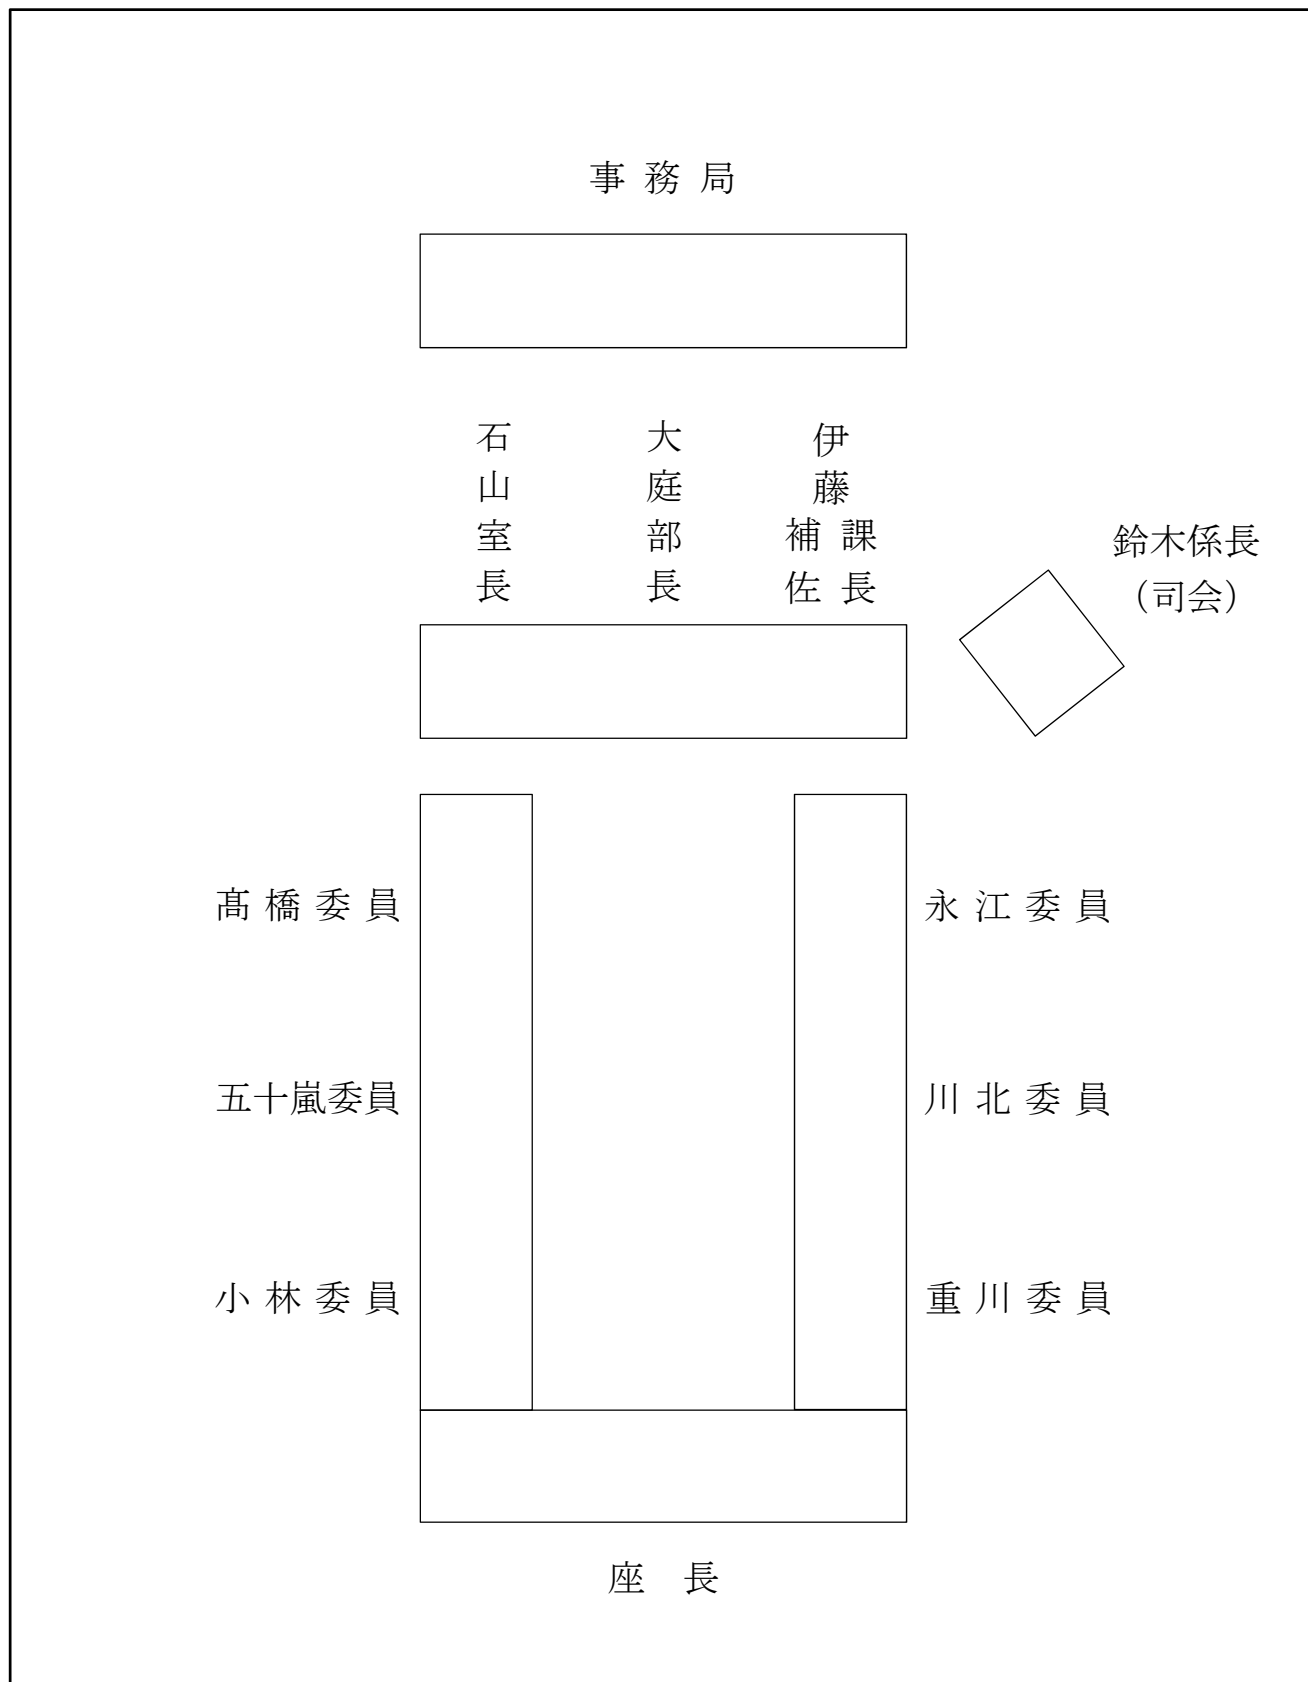 事務局
石山室長
大庭部長
伊藤課長補佐
鈴木係長
（司会）
髙橋委員
永江委員
五十嵐委員
川北委員
小林委員
重川委員
座長